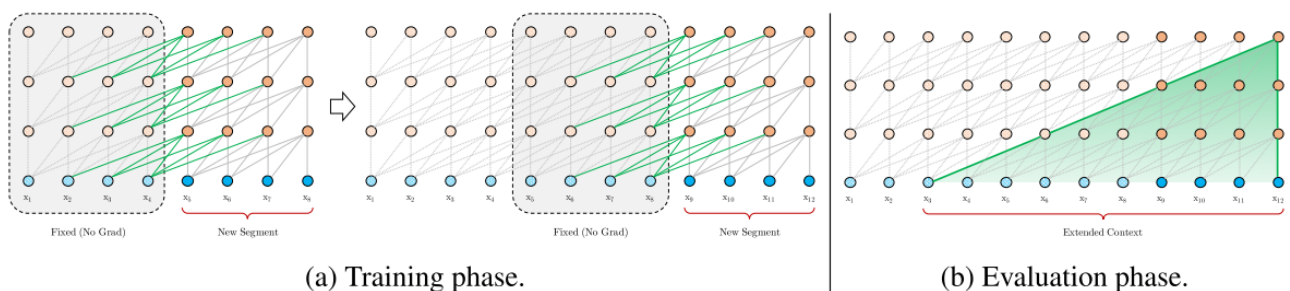 x₁ x₂ x₃ x₄ x₅ x₆ x₇ x₈
Fixed (No Grad) New Segment
x₁ x₂ x₃ x₄ x₅ x₆ x₇ x₈ x₉ x₁₀ x₁₁ x₁₂
Fixed (No Grad) New Segment
(a) Training phase.
x₁ x₂ x₃ x₄ x₅ x₆ x₇ x₈ x₉ x₁₀ x₁₁ x₁₂
Extended Context
(b) Evaluation phase.